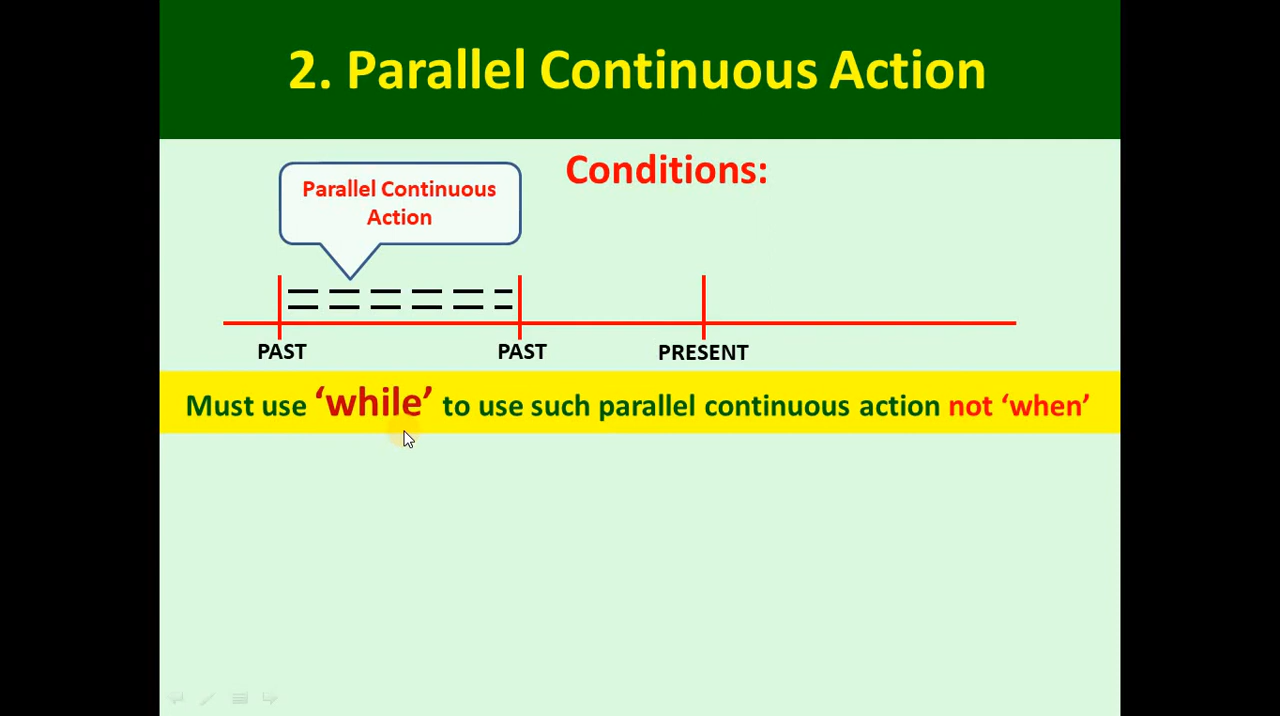 2. Parallel Continuous Action
Conditions:
Parallel Continuous
Action
PAST
PAST
PRESENT
Must use ‘while’ to use such parallel continuous action not ‘when’